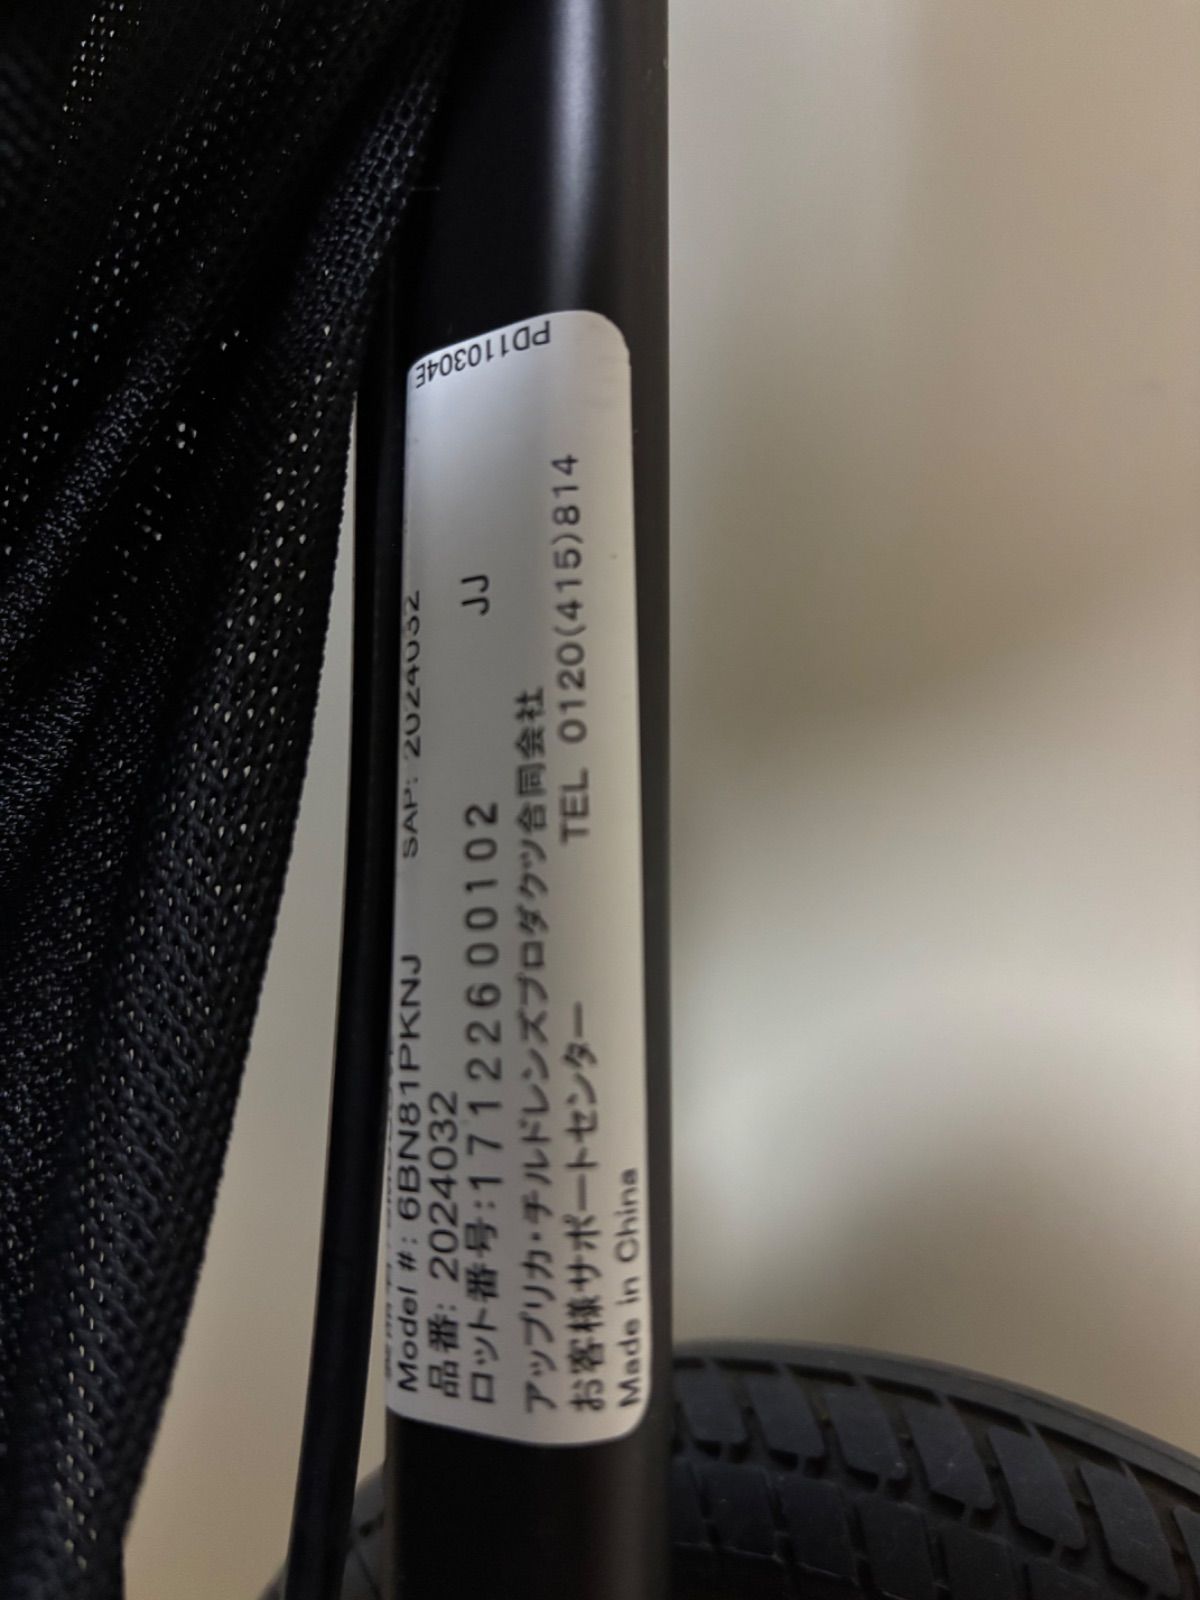 Model #: 6BN81PKNJ SAP: 2024032
品番: 2024032
ロット番号:1712260102 JJ
アップリカ・チルドレンズプロダクツ合同会社
お客様サポートセンター TEL 0120(415)814
Made in China
PD110304E